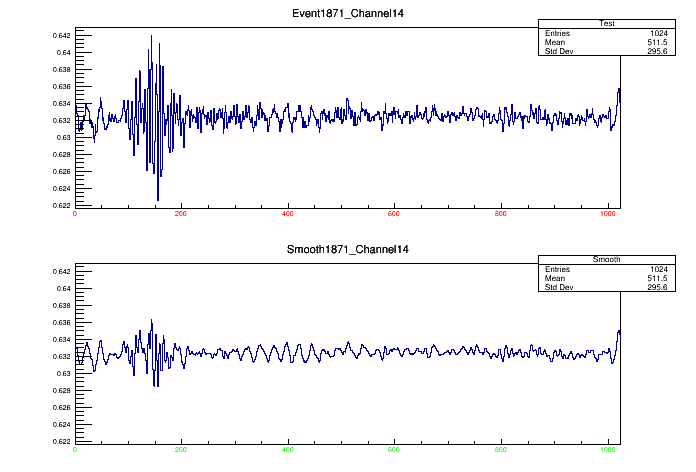 Event1871_Channel14
Test
Entries 1024
Mean 511.5
Std Dev 295.6
0.642
0.64
0.638
0.636
0.634
0.632
0.63
0.628
0.626
0.624
0.622
0 200 400 600 800 1000
Smooth1871_Channel14
Smooth
Entries 1024
Mean 511.5
Std Dev 295.6
0.642
0.64
0.638
0.636
0.634
0.632
0.63
0.628
0.626
0.624
0.622
0 200 400 600 800 1000